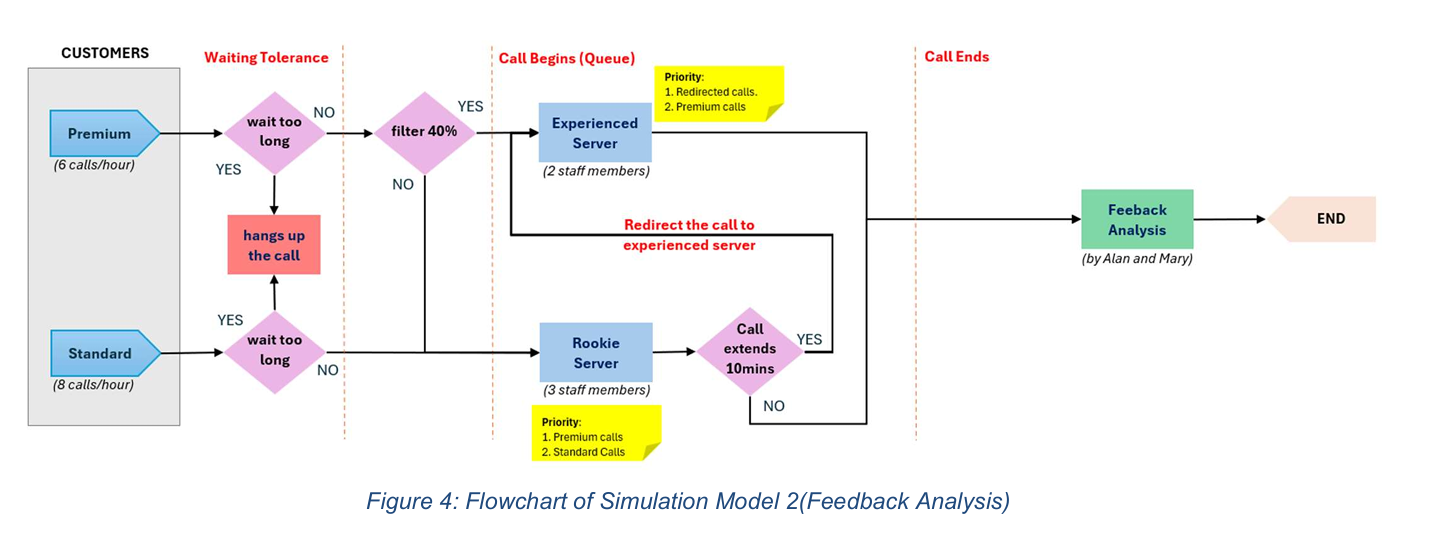 CUSTOMERS
Waiting Tolerance
Call Begins (Queue)
Call Ends
Priority:
1. Redirected calls.
2. Premium calls
Premium
(6 calls/hour)
wait too
long
NO
YES
filter 40%
YES
NO
Experienced
Server
(2 staff members)
hangs up
the call
Redirect the call to
experienced server
Feeback
Analysis
(by Alan and Mary)
END
Standard
(8 calls/hour)
YES
wait too
long
NO
Rookie
Server
(3 staff members)
Call
extends
10mins
YES
NO
Priority:
1. Premium calls
2. Standard Calls
Figure 4: Flowchart of Simulation Model 2(Feedback Analysis)